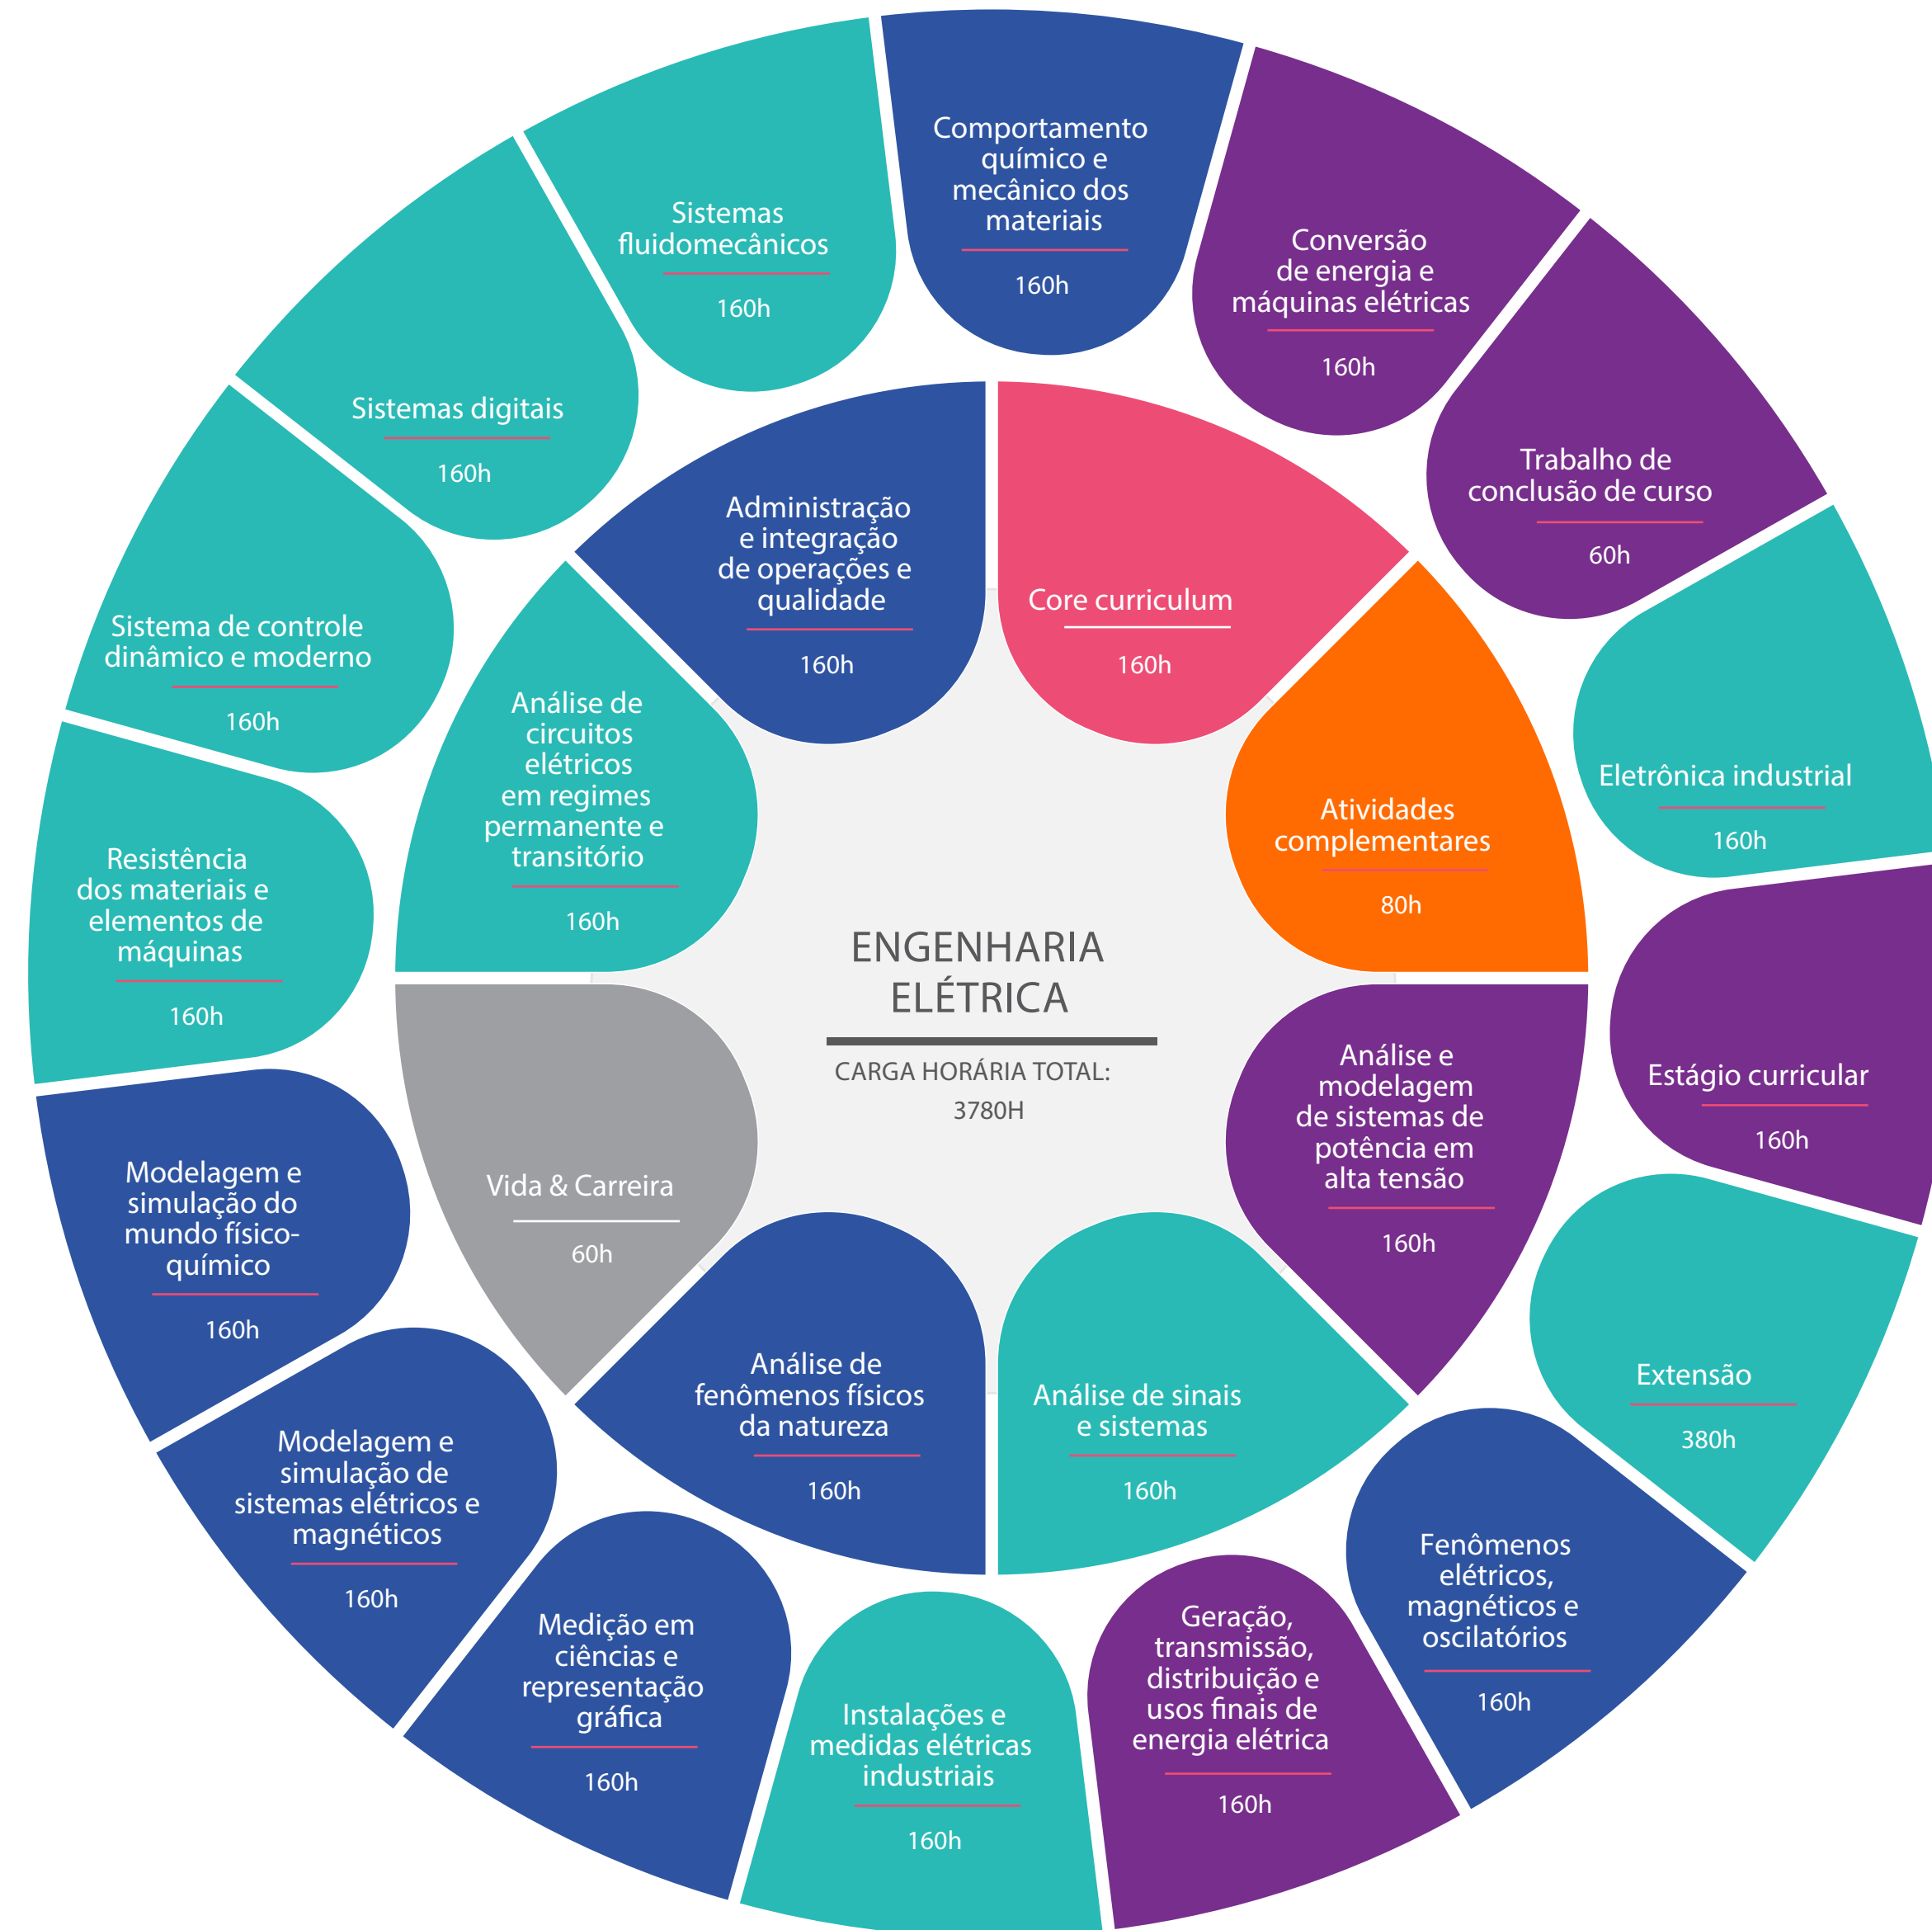 Comportamento
químico e
mecânico dos
materiais
160h
Conversão
de energia e
máquinas elétricas
160h
Trabalho de
conclusão de curso
60h
Eletrônica industrial
160h
Estágio curricular
160h
Extensão
380h
Fenômenos
elétricos,
magnéticos e
oscilatórios
160h
Geração,
transmissão,
distribuição e
usos finais de
energia elétrica
160h
Instalações e
medidas elétricas
industriais
160h
Medição em
ciências e
representação
gráfica
160h
Modelagem e
simulação de
sistemas elétricos e
magnéticos
160h
Modelagem e
simulação do
mundo físico-
químico
160h
Resistência
dos materiais e
elementos de
máquinas
160h
Sistema de controle
dinâmico e moderno
160h
Sistemas digitais
160h
Sistemas
fluidomecânicos
160h
Core curriculum
160h
Atividades
complementares
80h
Análise e
modelagem
de sistemas de
potência em
alta tensão
160h
Análise de sinais
e sistemas
160h
Análise de
fenômenos físicos
da natureza
160h
Vida & Carreira
60h
Análise de
circuitos
elétricos
em regimes
permanente e
transitório
160h
Administração
e integração
de operações e
qualidade
160h
ENGENHARIA
ELÉTRICA
CARGA HORÁRIA TOTAL:
3780H